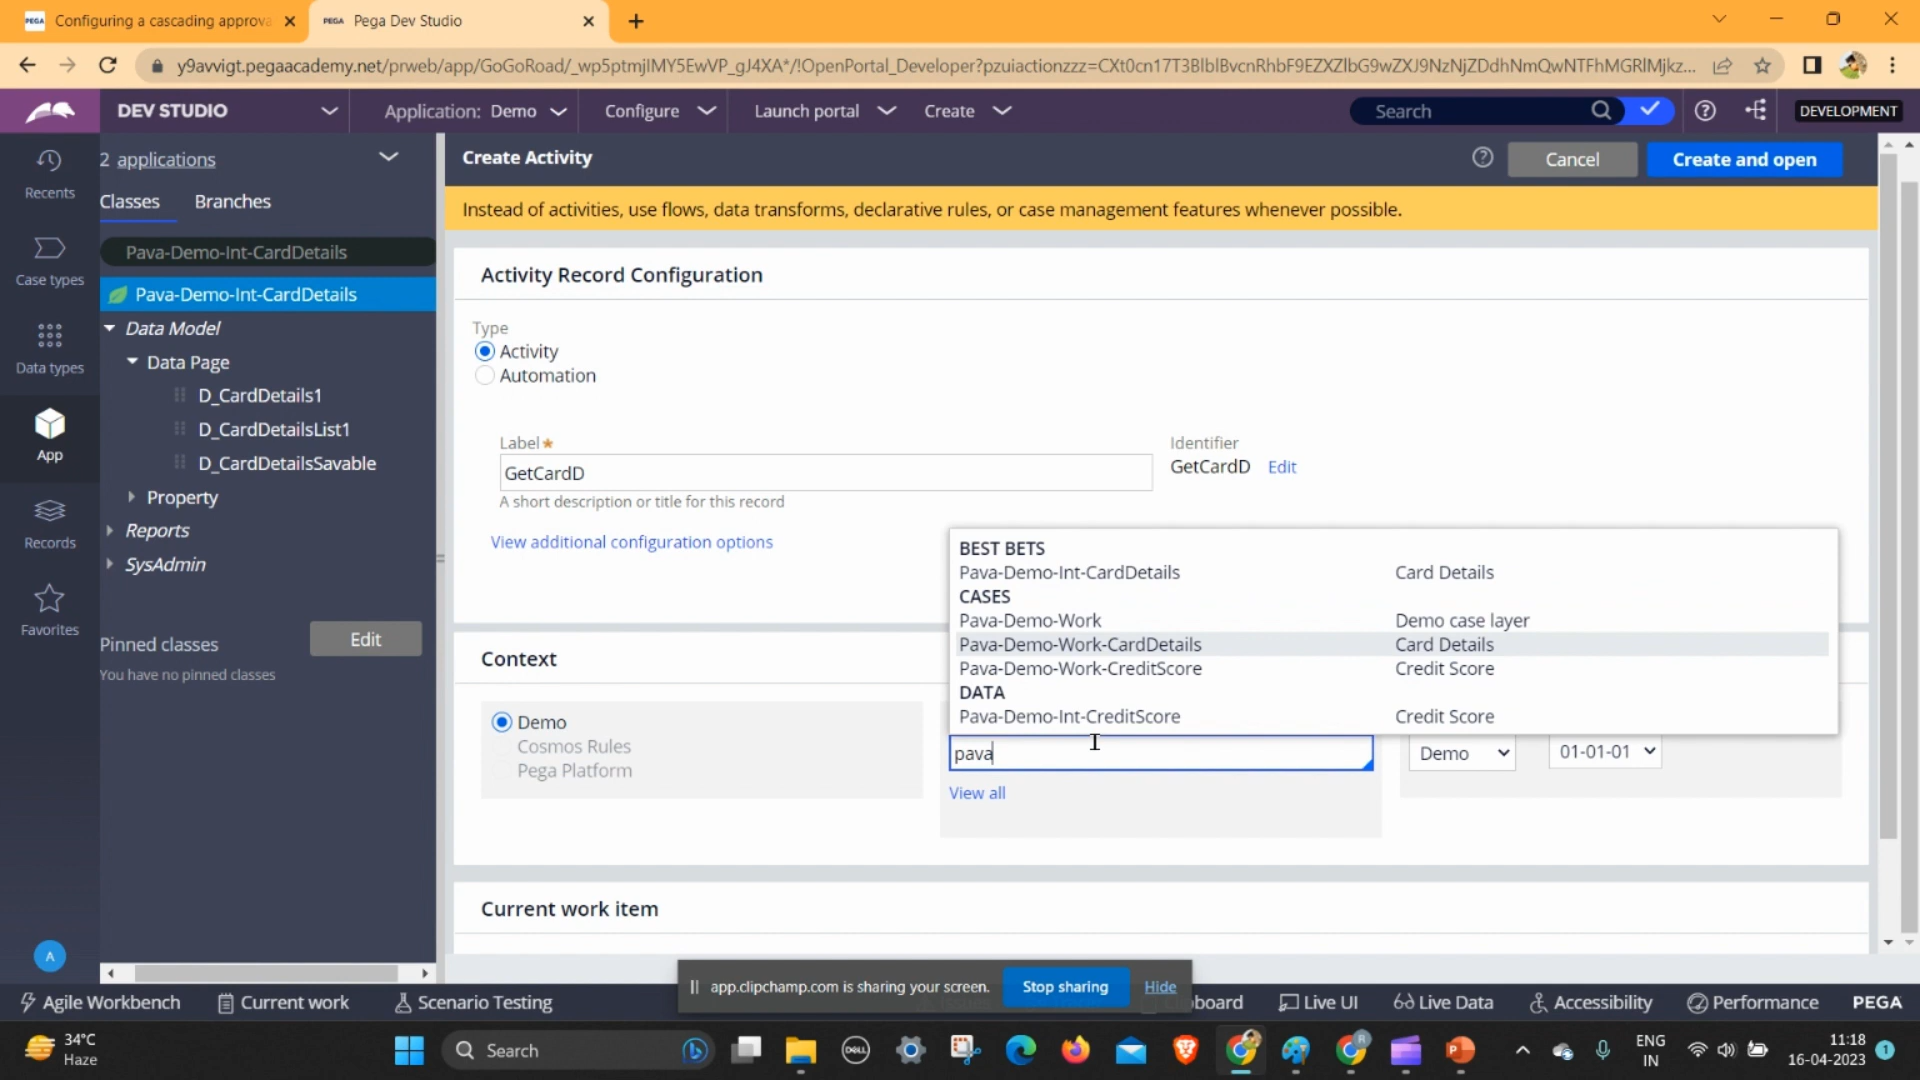 PEGA Configuring a cascading approva
PEGA Pega Dev Studio
y9avvigt.pegaacademy.net/prweb/app/GoGoRoad/_wp5ptmjIMY5EwVP_gJ4XA*/!OpenPortal_Developer?pzuiactionzzz=CXt0cn17T3BlblBvcnRhbF9EZXZlbG9wZXJ9NzNjZDdhNmQwNTFhMGRlMjkz...
DEV STUDIO
Application: Demo
Configure
Launch portal
Create
Search
DEVELOPMENT
Recents
Case types
Data types
App
Records
Favorites
A
2 applications
Classes
Branches
Pava-Demo-Int-CardDetails
Pava-Demo-Int-CardDetails
Data Model
Data Page
D_CardDetails1
D_CardDetailsList1
D_CardDetailsSavable
Property
Reports
SysAdmin
Pinned classes
Edit
You have no pinned classes
Create Activity
Cancel
Create and open
Instead of activities, use flows, data transforms, declarative rules, or case management features whenever possible.
Activity Record Configuration
Type
Activity
Automation
Label★
GetCardD
A short description or title for this record
Identifier
GetCardD Edit
View additional configuration options
BEST BETS
Pava-Demo-Int-CardDetails Card Details
CASES
Pava-Demo-Work Demo case layer
Pava-Demo-Work-CardDetails Card Details
Pava-Demo-Work-CreditScore Credit Score
DATA
Pava-Demo-Int-CreditScore Credit Score
Context
Demo
Cosmos Rules
Pega Platform
pava
View all
Demo
01-01-01
Current work item
app.clipchamp.com is sharing your screen.
Stop sharing
Hide
Agile Workbench
Current work
Scenario Testing
Live UI
Live Data
Accessibility
Performance
PEGA
34°C
Haze
Search
DELL
ENG
IN
11:18
16-04-2023
1